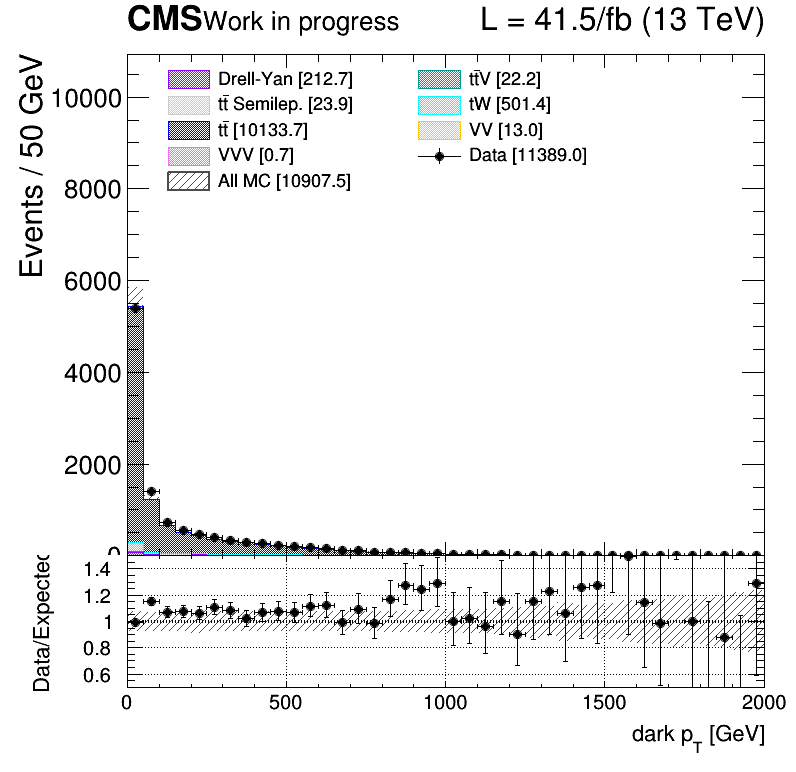 CMS Work in progress L = 41.5/fb (13 TeV)
Events / 50 GeV
10000
8000
6000
4000
2000
0
Drell-Yan [212.7]
tt̄ Semilep. [23.9]
tt̄ [10133.7]
VVV [0.7]
All MC [10907.5]
tt̄V [22.2]
tW [501.4]
VV [13.0]
Data [11389.0]
Data/Expected
1.4
1.2
1
0.8
0.6
0 500 1000 1500 2000
dark p_T [GeV]